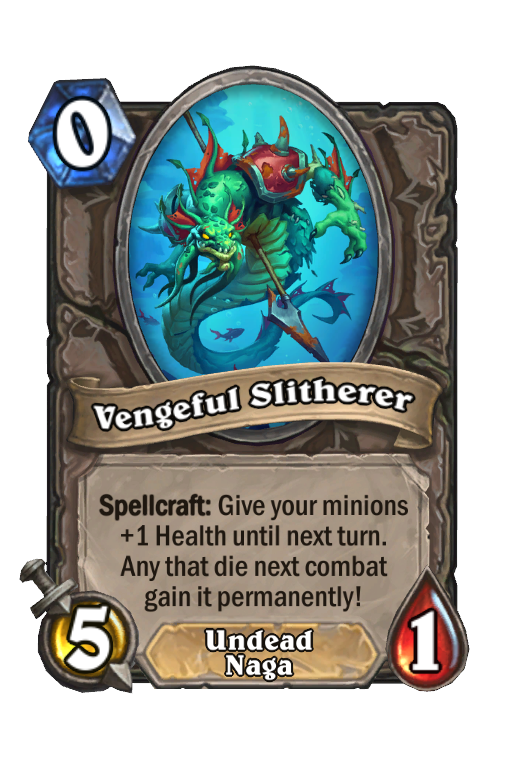 0
Vengeful Slitherer
Spellcraft: Give your minions
+1 Health until next turn.
Any that die next combat
gain it permanently!
5
Undead
Naga
1